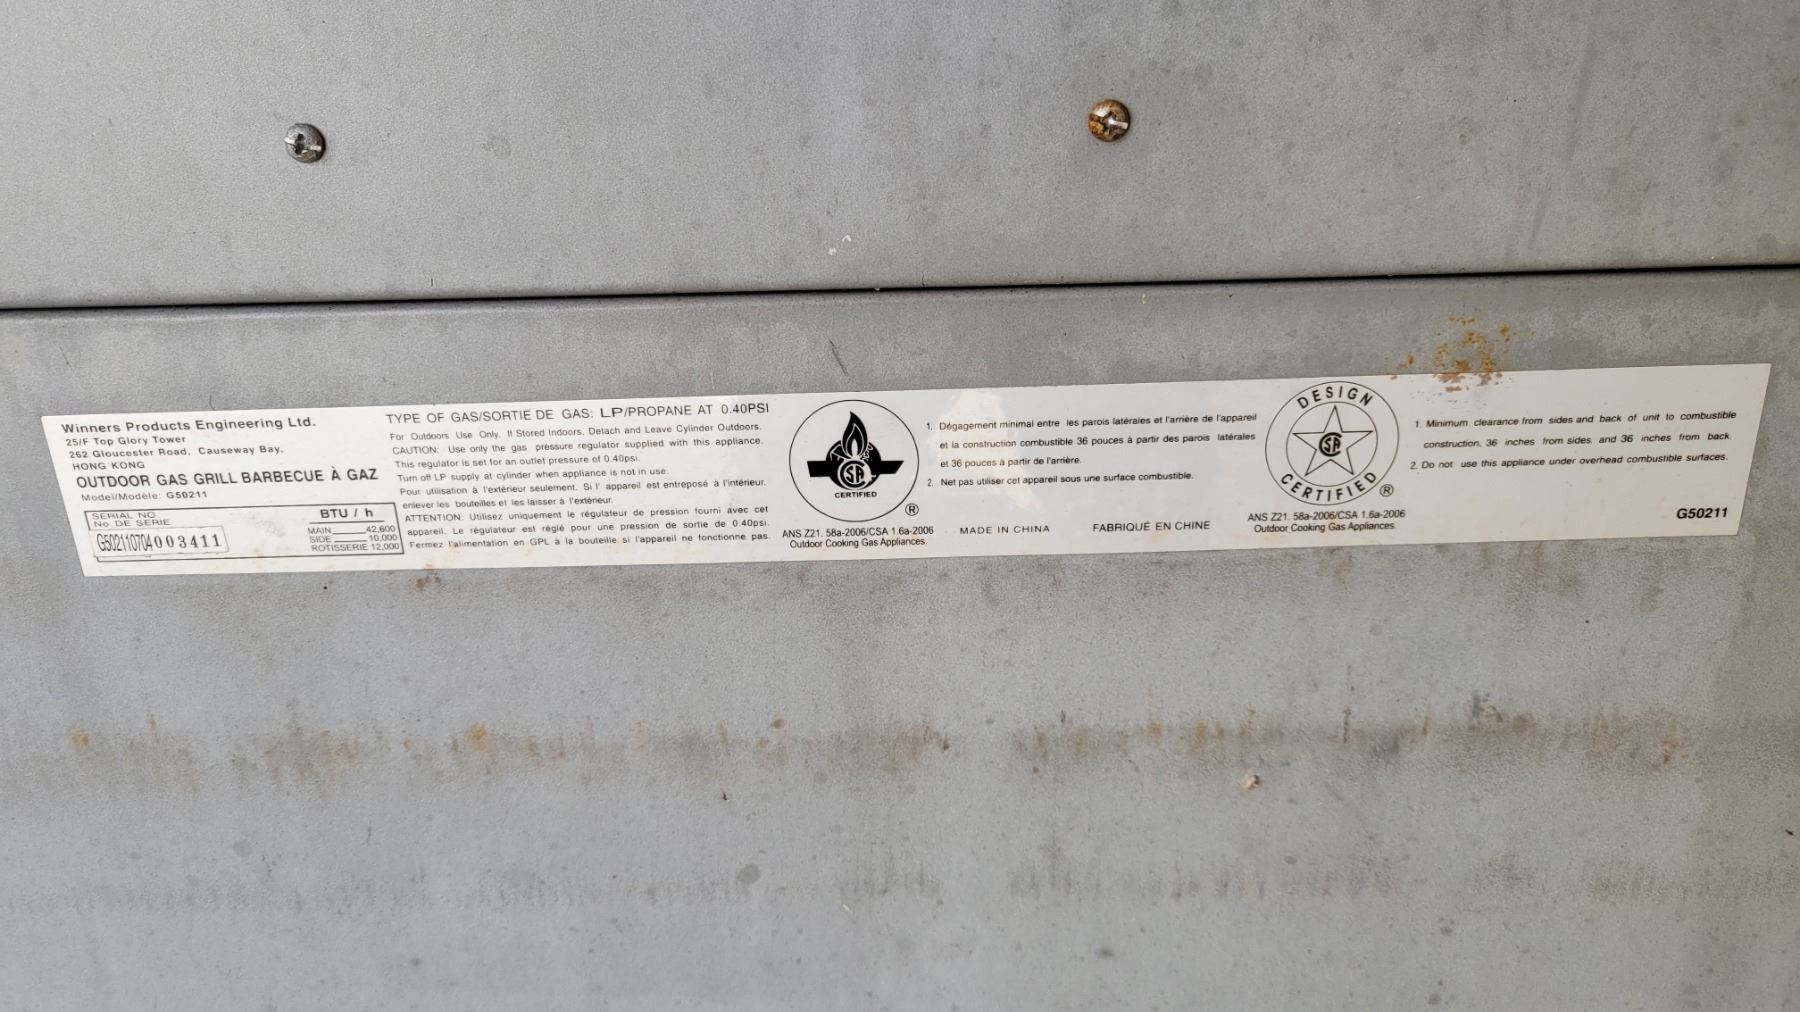 Winners Products Engineering Ltd.
25/F Top Glory Tower
262 Gloucester Road, Causeway Bay,
HONG KONG
OUTDOOR GAS GRILL BARBECUE À GAZ
Model/Modèle: G50211
SERIAL NO.
No DE SERIE
G502110704003411
BTU / h
MAIN 42,600
SIDE 10,000
ROTISSERIE 12,000
TYPE OF GAS/SORTIE DE GAS: LP/PROPANE AT 0.40PSI
For Outdoors Use Only. If Stored Indoors, Detach and Leave Cylinder Outdoors.
CAUTION: Use only the gas pressure regulator supplied with this appliance.
This regulator is set for an outlet pressure of 0.40psi.
Turn off LP supply at cylinder when appliance is not in use.
Pour utilisation à l'extérieur seulement. Si l' appareil est entreposé à l'intérieur,
enlever les bouteilles et les laisser à l'extérieur.
ATTENTION: Utilisez uniquement le régulateur de pression fourni avec cet
appareil. Le régulateur est réglé pour une pression de sortie de 0.40psi.
Fermez l'alimentation en GPL à la bouteille si l'appareil ne fonctionne pas.
SA
CERTIFIED
®
ANS Z21. 58a-2006/CSA 1.6a-2006
Outdoor Cooking Gas Appliances.
1. Dégagement minimal entre les parois latérales et l'arrière de l'appareil
et la construction combustible 36 pouces à partir des parois latérales
et 36 pouces à partir de l'arrière.
2. Net pas utiliser cet appareil sous une surface combustible.
MADE IN CHINA FABRIQUÉ EN CHINE
DESIGN
SA
CERTIFIED
®
ANS Z21. 58a-2006/CSA 1.6a-2006
Outdoor Cooking Gas Appliances.
1. Minimum clearance from sides and back of unit to combustible
construction, 36 inches from sides, and 36 inches from back.
2. Do not use this appliance under overhead combustible surfaces.
G50211